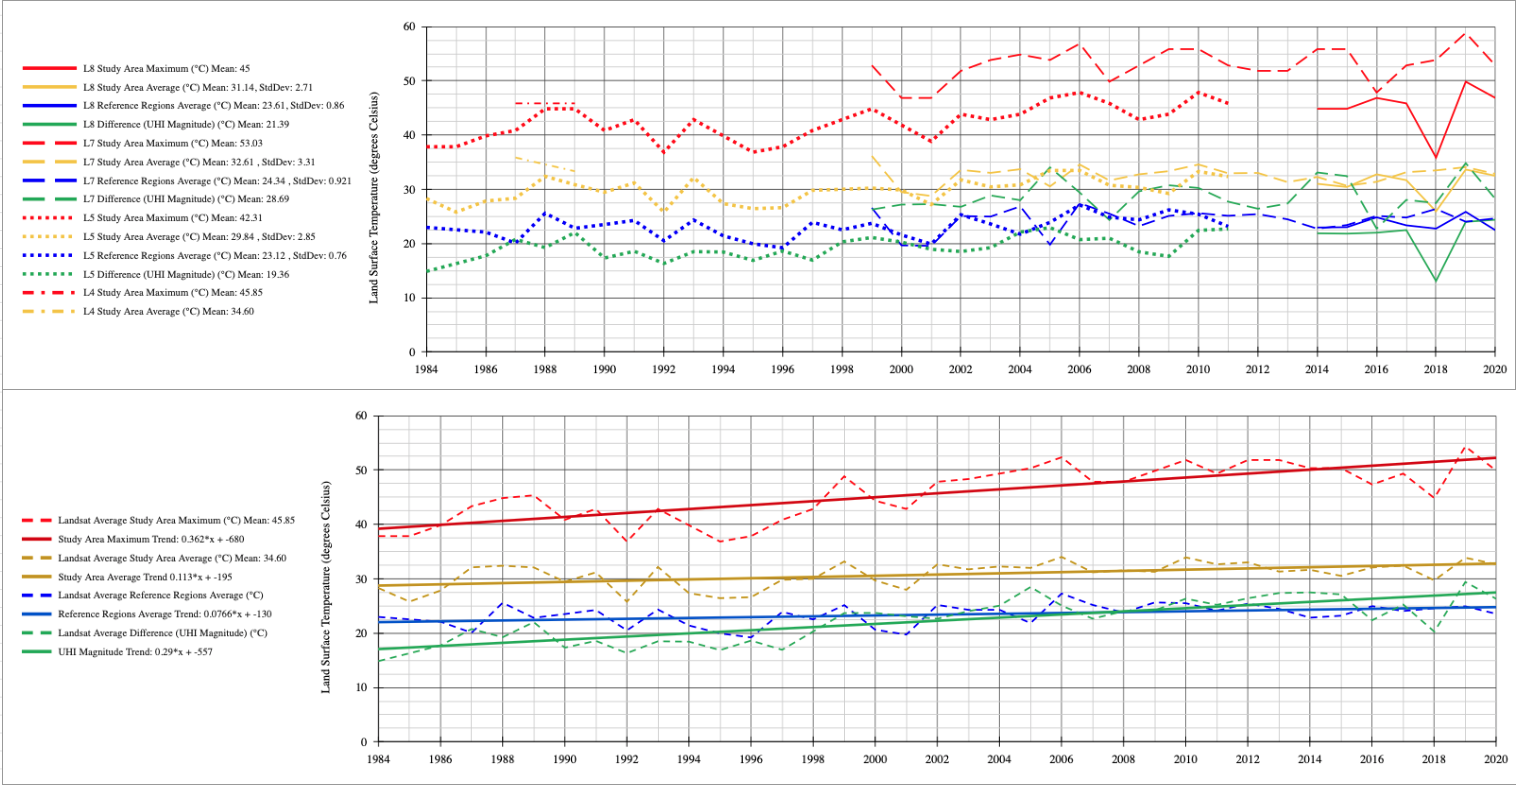 L8 Study Area Maximum (°C) Mean: 45
L8 Study Area Average (°C) Mean: 31.14, StdDev: 2.71
L8 Reference Regions Average (°C) Mean: 23.61, StdDev: 0.86
L8 Difference (UHI Magnitude) (°C) Mean: 21.39
L7 Study Area Maximum (°C) Mean: 53.03
L7 Study Area Average (°C) Mean: 32.61 , StdDev: 3.31
L7 Reference Regions Average (°C) Mean: 24.34 , StdDev: 0.921
L7 Difference (UHI Magnitude) (°C) Mean: 28.69
L5 Study Area Maximum (°C) Mean: 42.31
L5 Study Area Average (°C) Mean: 29.84 , StdDev: 2.85
L5 Reference Regions Average (°C) Mean: 23.12 , StdDev: 0.76
L5 Difference (UHI Magnitude) (°C) Mean: 19.36
L4 Study Area Maximum (°C) Mean: 45.85
L4 Study Area Average (°C) Mean: 34.60
Land Surface Temperature (degrees Celsius)
60
50
40
30
20
10
0
1984 1986 1988 1990 1992 1994 1996 1998 2000 2002 2004 2006 2008 2010 2012 2014 2016 2018 2020
Landsat Average Study Area Maximum (°C) Mean: 45.85
Study Area Maximum Trend: 0.362*x + -680
Landsat Average Study Area Average (°C) Mean: 34.60
Study Area Average Trend 0.113*x + -195
Landsat Average Reference Regions Average (°C)
Reference Regions Average Trend: 0.0766*x + -130
Landsat Average Difference (UHI Magnitude) (°C)
UHI Magnitude Trend: 0.29*x + -557
Land Surface Temperature (degrees Celsius)
60
50
40
30
20
10
0
1984 1986 1988 1990 1992 1994 1996 1998 2000 2002 2004 2006 2008 2010 2012 2014 2016 2018 2020